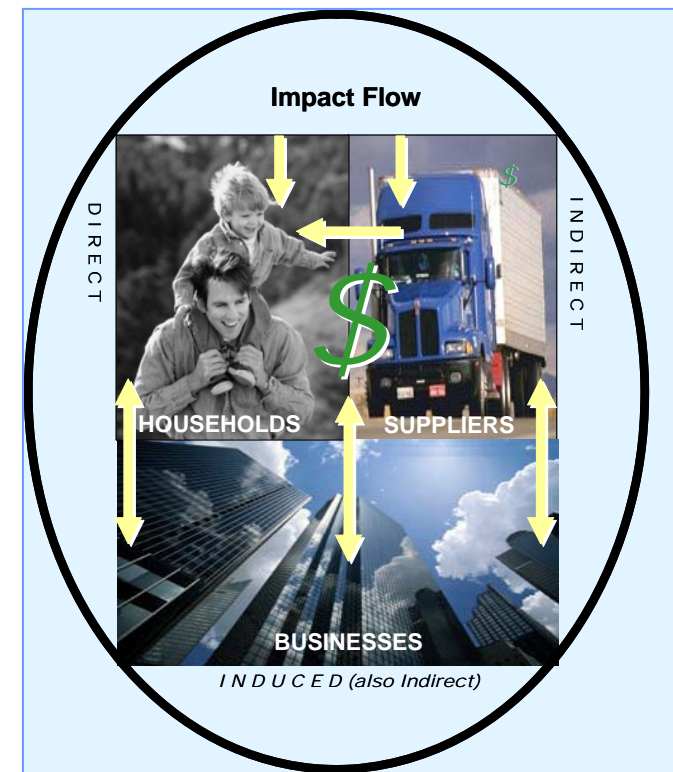 Impact Flow
$
DIRECT
INDIRECT
$
HOUSEHOLDS
SUPPLIERS
BUSINESSES
INDUCED (also Indirect)